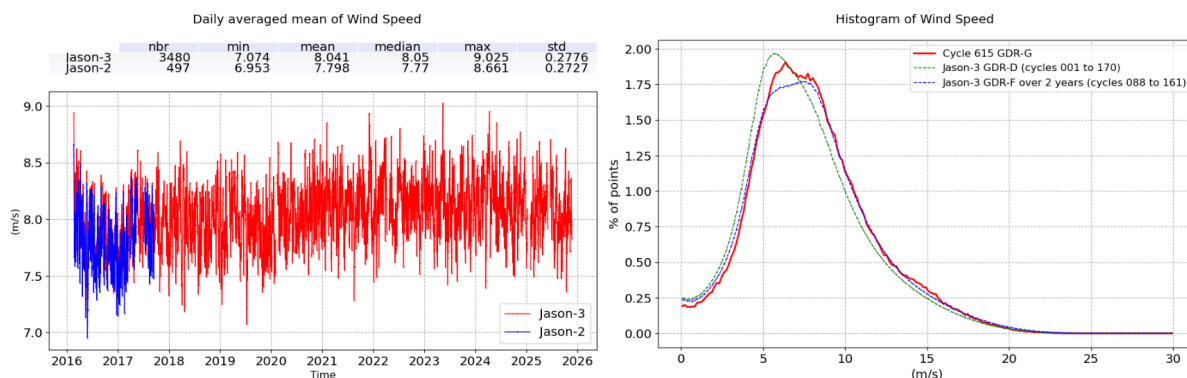 Daily averaged mean of Wind Speed
nbr min mean median max std
Jason-3 3480 7.074 8.041 8.05 9.025 0.2776
Jason-2 497 6.953 7.798 7.77 8.661 0.2727
9.0
8.5
8.0
7.5
7.0
(m/s)
Jason-3
Jason-2
2016 2017 2018 2019 2020 2021 2022 2023 2024 2025 2026
Time
Histogram of Wind Speed
2.00
1.75
1.50
1.25
1.00
0.75
0.50
0.25
0.00
% of points
Cycle 615 GDR-G
Jason-3 GDR-D (cycles 001 to 170)
Jason-3 GDR-F over 2 years (cycles 088 to 161)
0 5 10 15 20 25 30
(m/s)